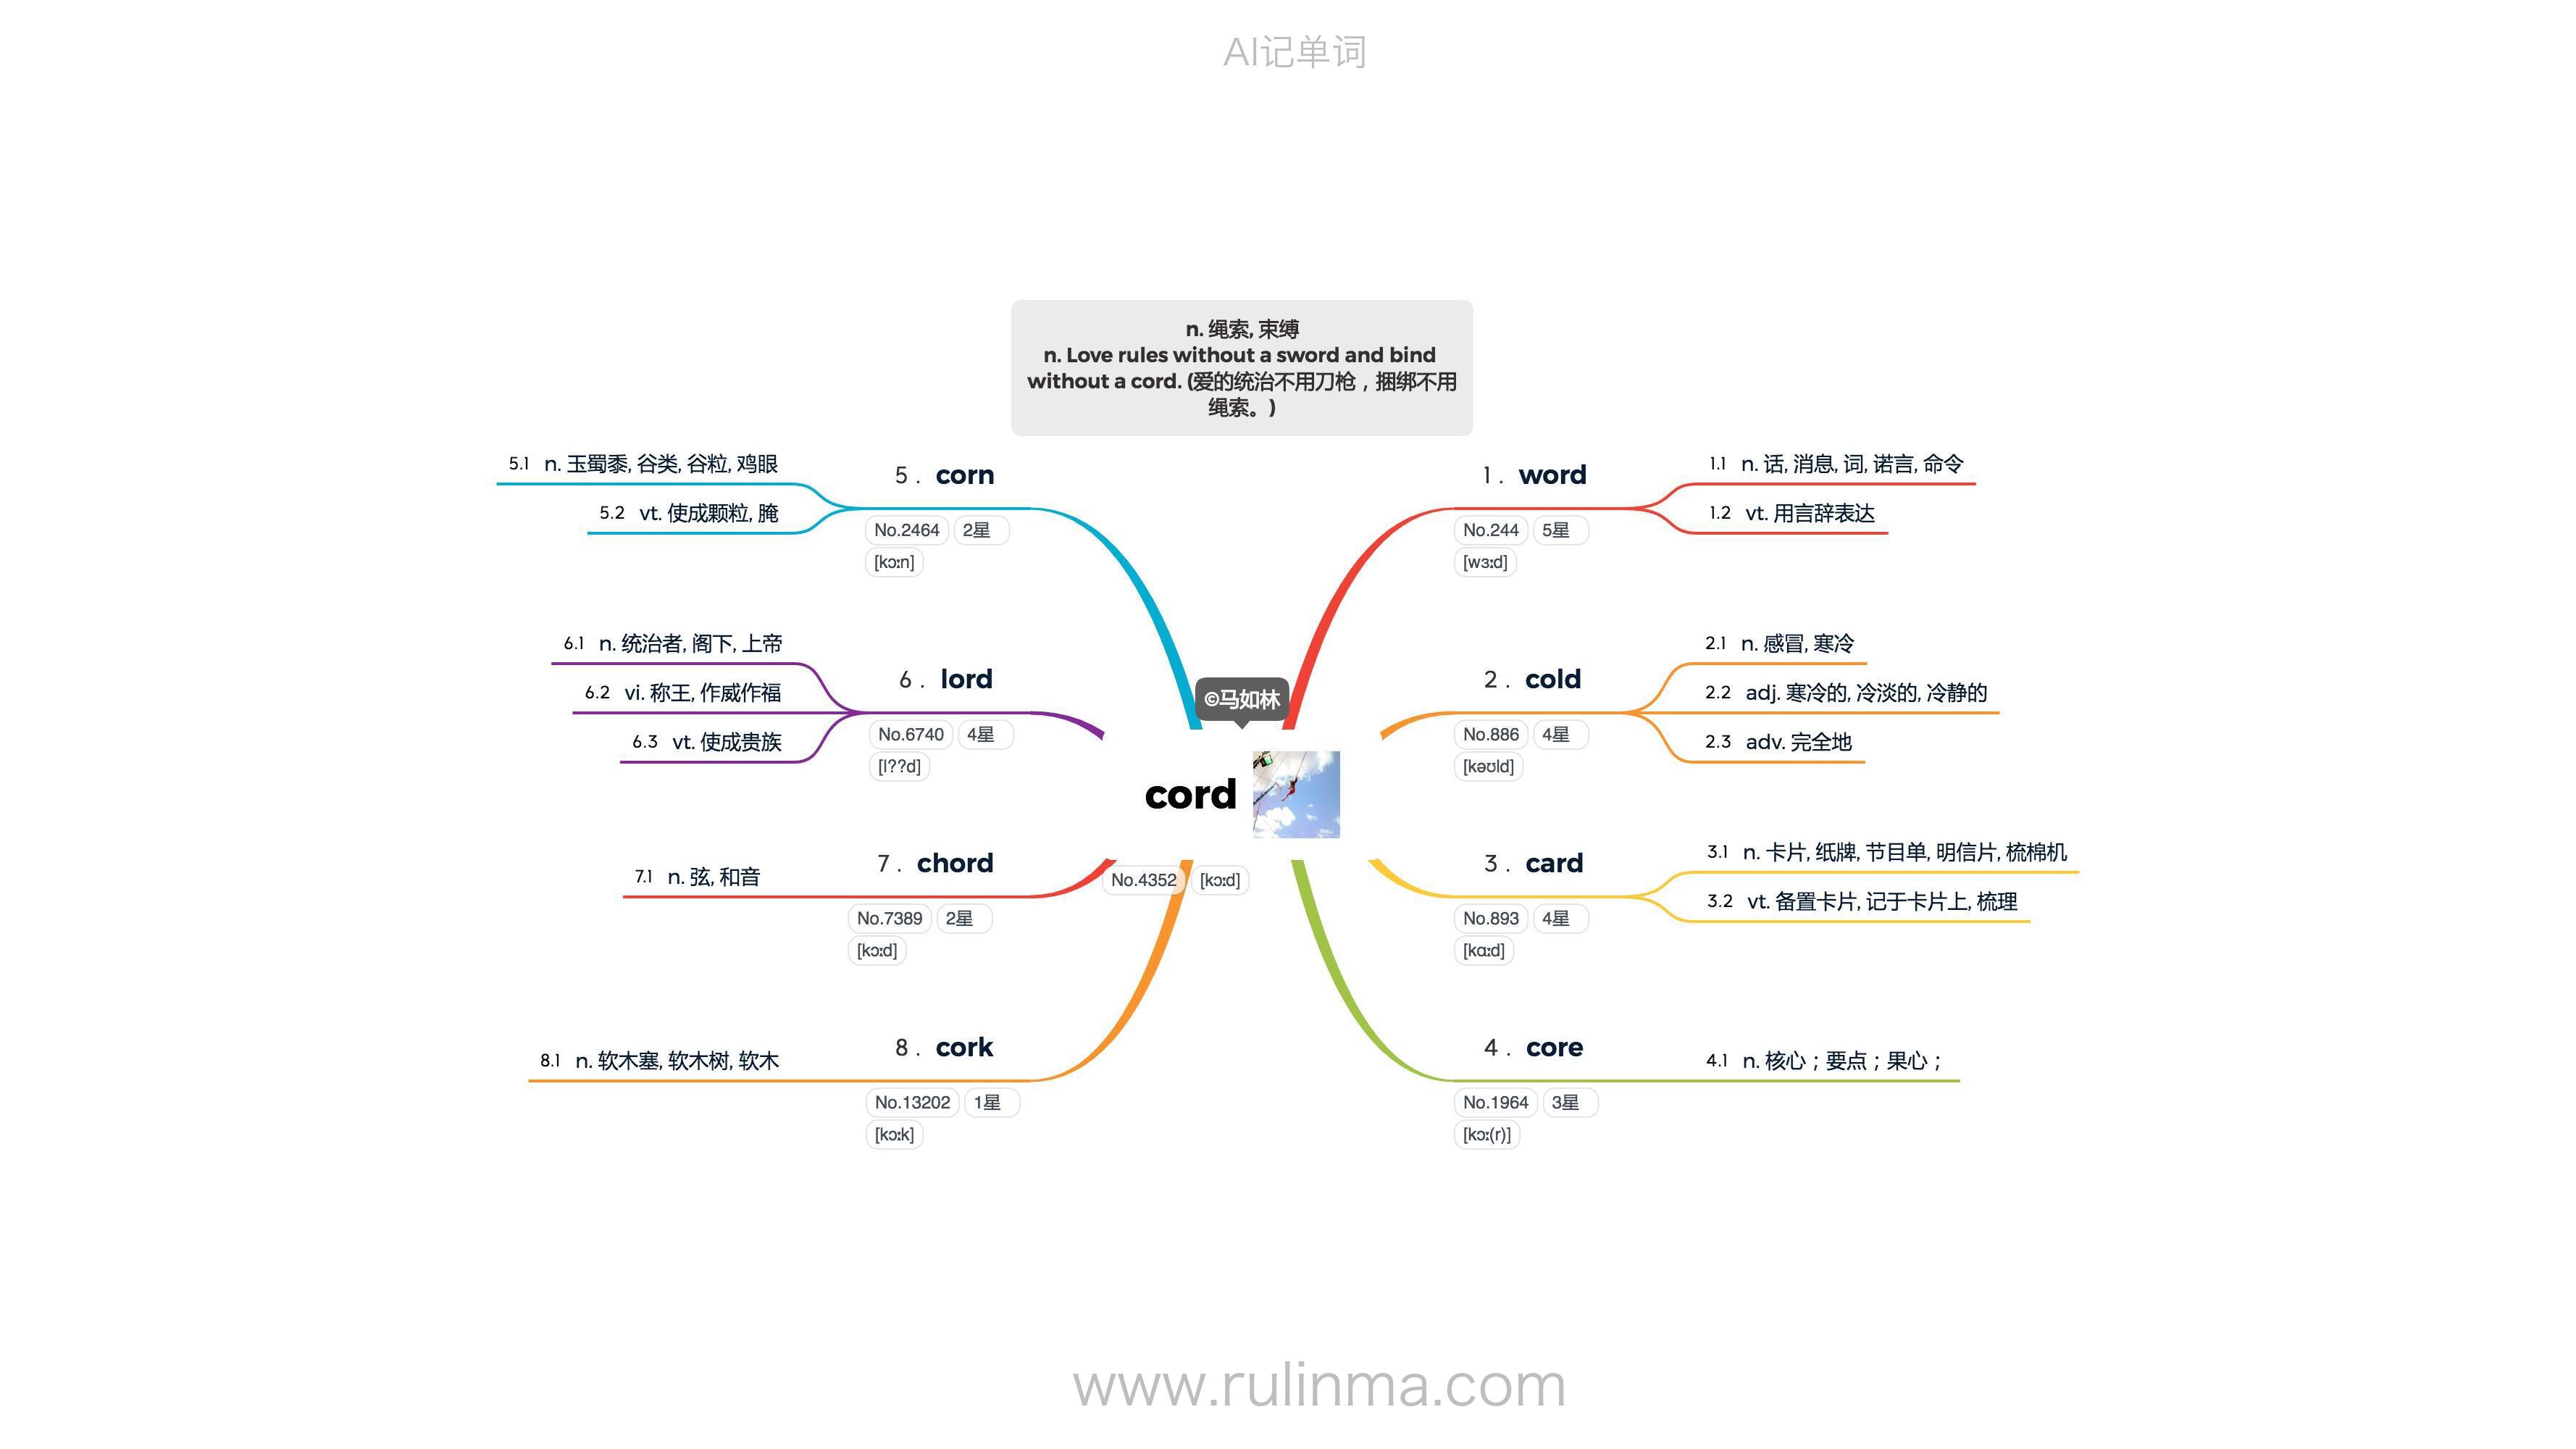 AI记单词
n. 绳索, 束缚
n. Love rules without a sword and bind
without a cord. (爱的统治不用刀枪，捆绑不用
绳索。)
©马如林
cord
No.4352 [kɔːd]
1 . word
No.244 5星
[wɜːd]
1.1 n. 话, 消息, 词, 诺言, 命令
1.2 vt. 用言辞表达
2 . cold
No.886 4星
[kəʊld]
2.1 n. 感冒, 寒冷
2.2 adj. 寒冷的, 冷淡的, 冷静的
2.3 adv. 完全地
3 . card
No.893 4星
[kɑːd]
3.1 n. 卡片, 纸牌, 节目单, 明信片, 梳棉机
3.2 vt. 备置卡片, 记于卡片上, 梳理
4 . core
No.1964 3星
[kɔː(r)]
4.1 n. 核心；要点；果心；
5 . corn
No.2464 2星
[kɔːn]
5.1 n. 玉蜀黍, 谷类, 谷粒, 鸡眼
5.2 vt. 使成颗粒, 腌
6 . lord
No.6740 4星
[l??d]
6.1 n. 统治者, 阁下, 上帝
6.2 vi. 称王, 作威作福
6.3 vt. 使成贵族
7 . chord
No.7389 2星
[kɔːd]
7.1 n. 弦, 和音
8 . cork
No.13202 1星
[kɔːk]
8.1 n. 软木塞, 软木树, 软木
www.rulinma.com